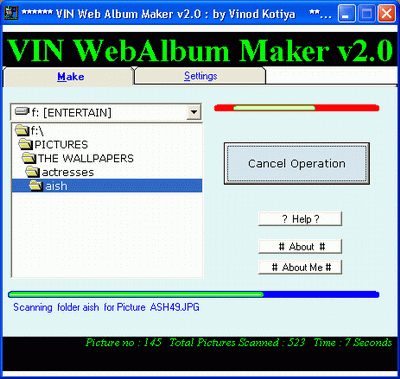 ****** VIN Web Album Maker v2.0 : by Vinod Kotiya **...
VIN WebAlbum Maker v2.0
Make Settings
f: [ENTERTAIN]
f:\
PICTURES
THE WALLPAPERS
actresses
aish
Cancel Operation
? Help ?
# About #
# About Me #
Scanning folder aish for Picture ASH49.JPG
Picture no : 145 Total Pictures Scanned : 523 Time : 7 Seconds